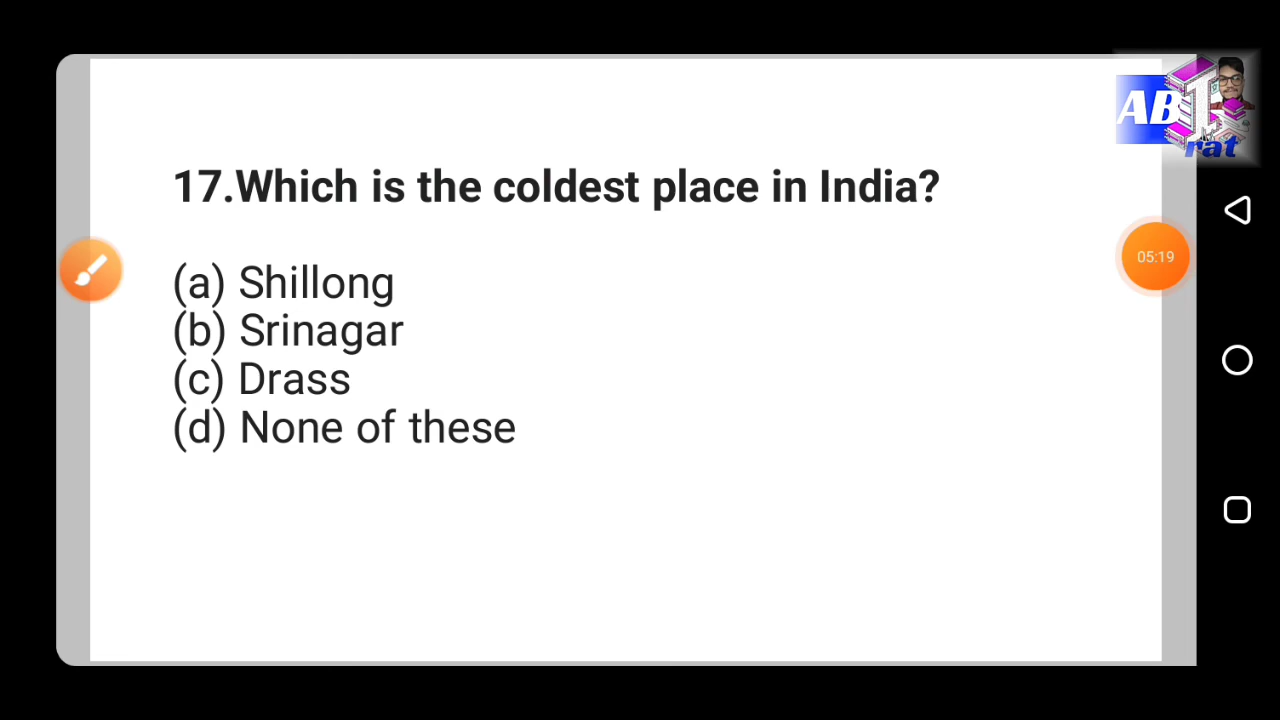 AB
rat
17.Which is the coldest place in India?
05:19
(a) Shillong
(b) Srinagar
(c) Drass
(d) None of these